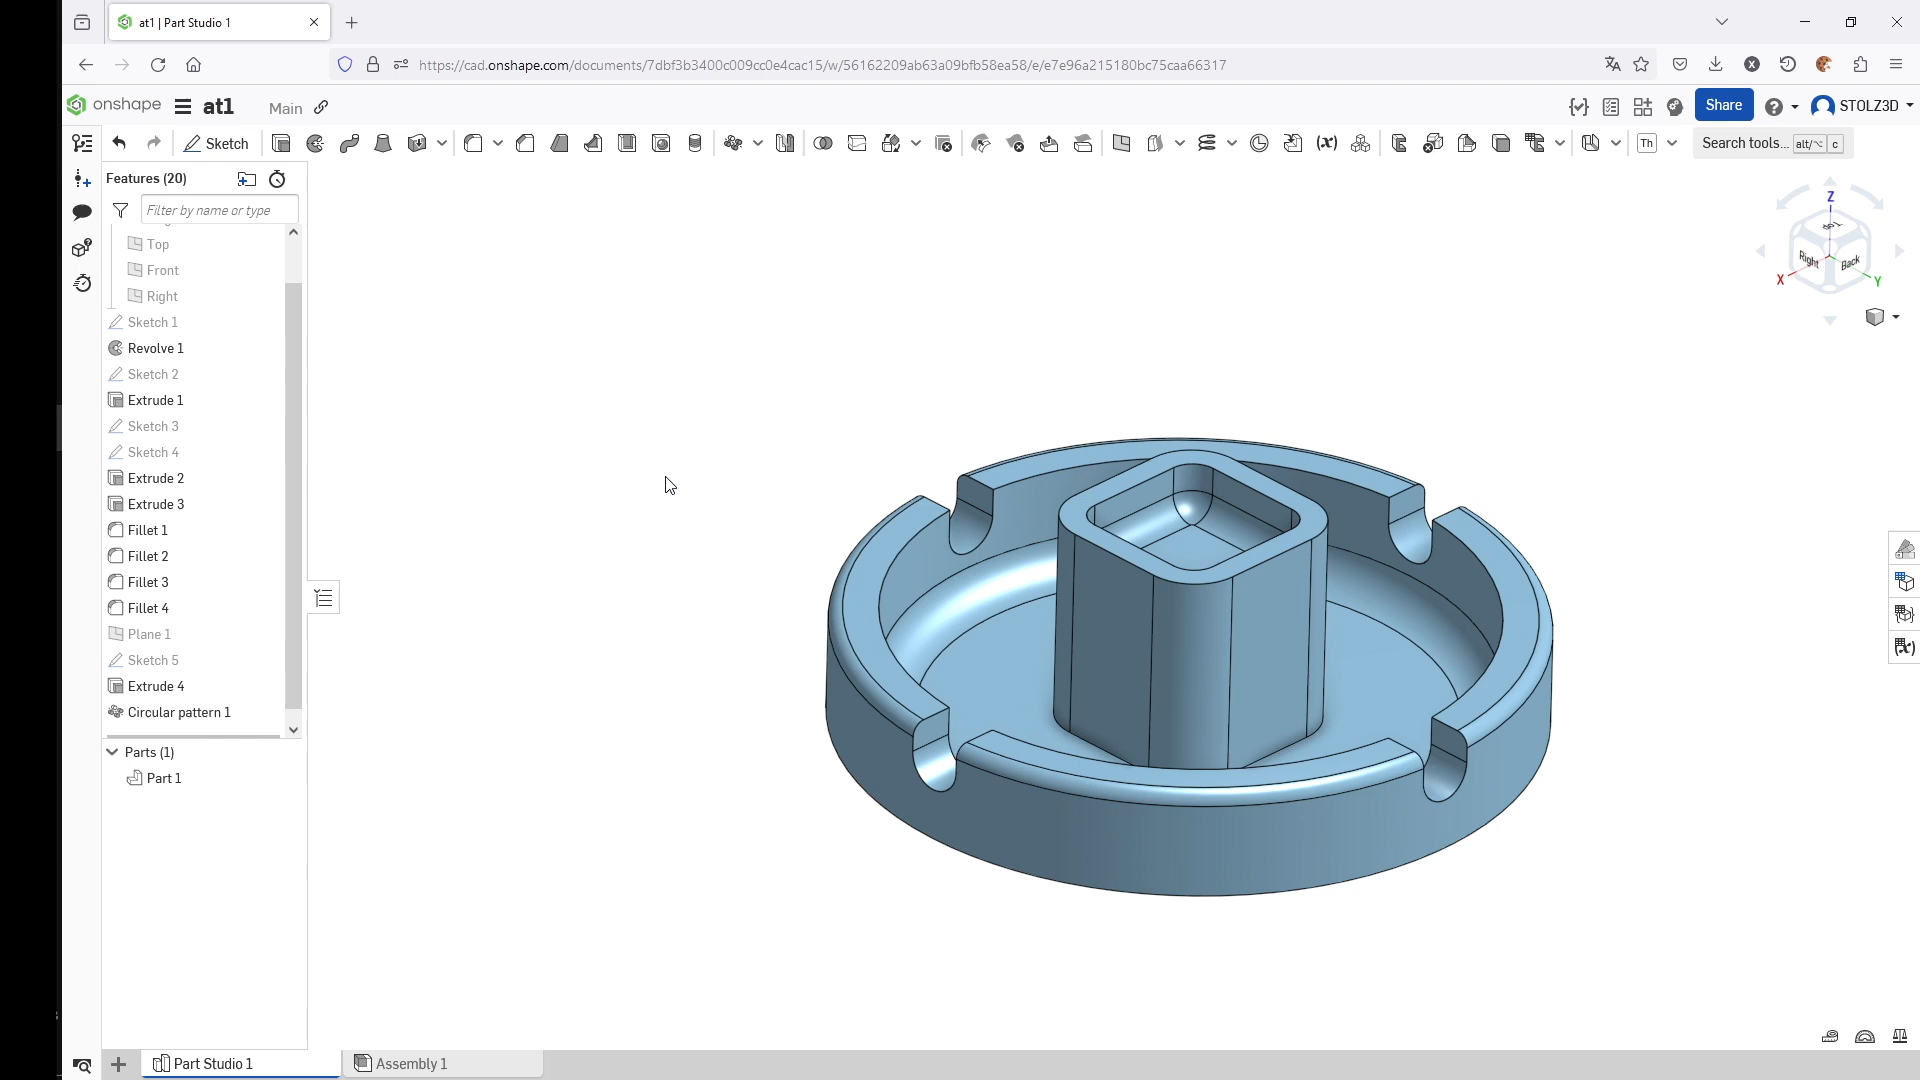 at1 | Part Studio 1
https://cad.onshape.com/documents/7dbf3b3400c009cc0e4cac15/w/56162209ab63a09bfb58ea58/e/e7e96a215180bc75caa66317
onshape
at1
Main
Share
STOLZ3D
Sketch
Th
Search tools... alt/⌥ c
Features (20)
Filter by name or type
Top
Front
Right
Sketch 1
Revolve 1
Sketch 2
Extrude 1
Sketch 3
Sketch 4
Extrude 2
Extrude 3
Fillet 1
Fillet 2
Fillet 3
Fillet 4
Plane 1
Sketch 5
Extrude 4
Circular pattern 1
Parts (1)
Part 1
Z
Right
Back
X
Y
Part Studio 1
Assembly 1